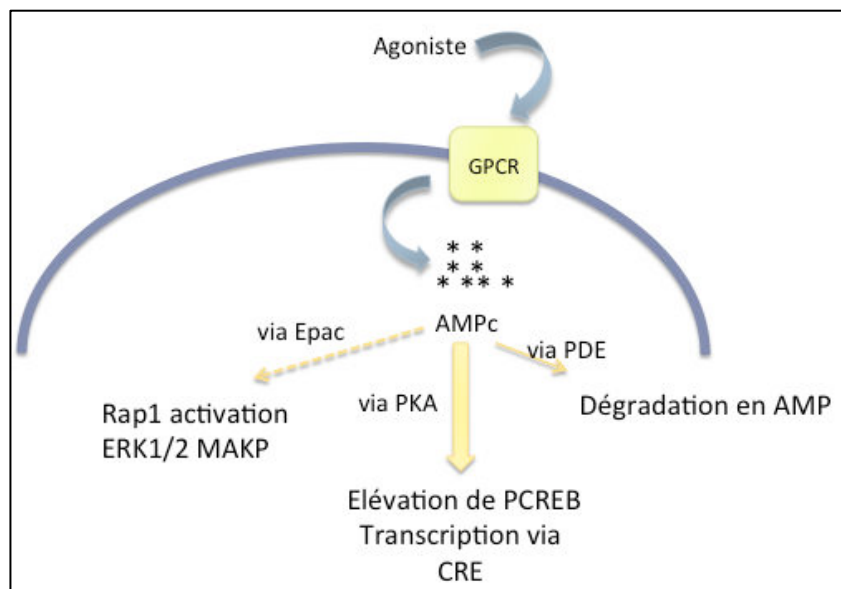 Agoniste
GPCR
* *
* *
* ** *
AMPc
via Epac
via PDE
via PKA
Rap1 activation
ERK1/2 MAKP
Dégradation en AMP
Elévation de PCREB
Transcription via
CRE